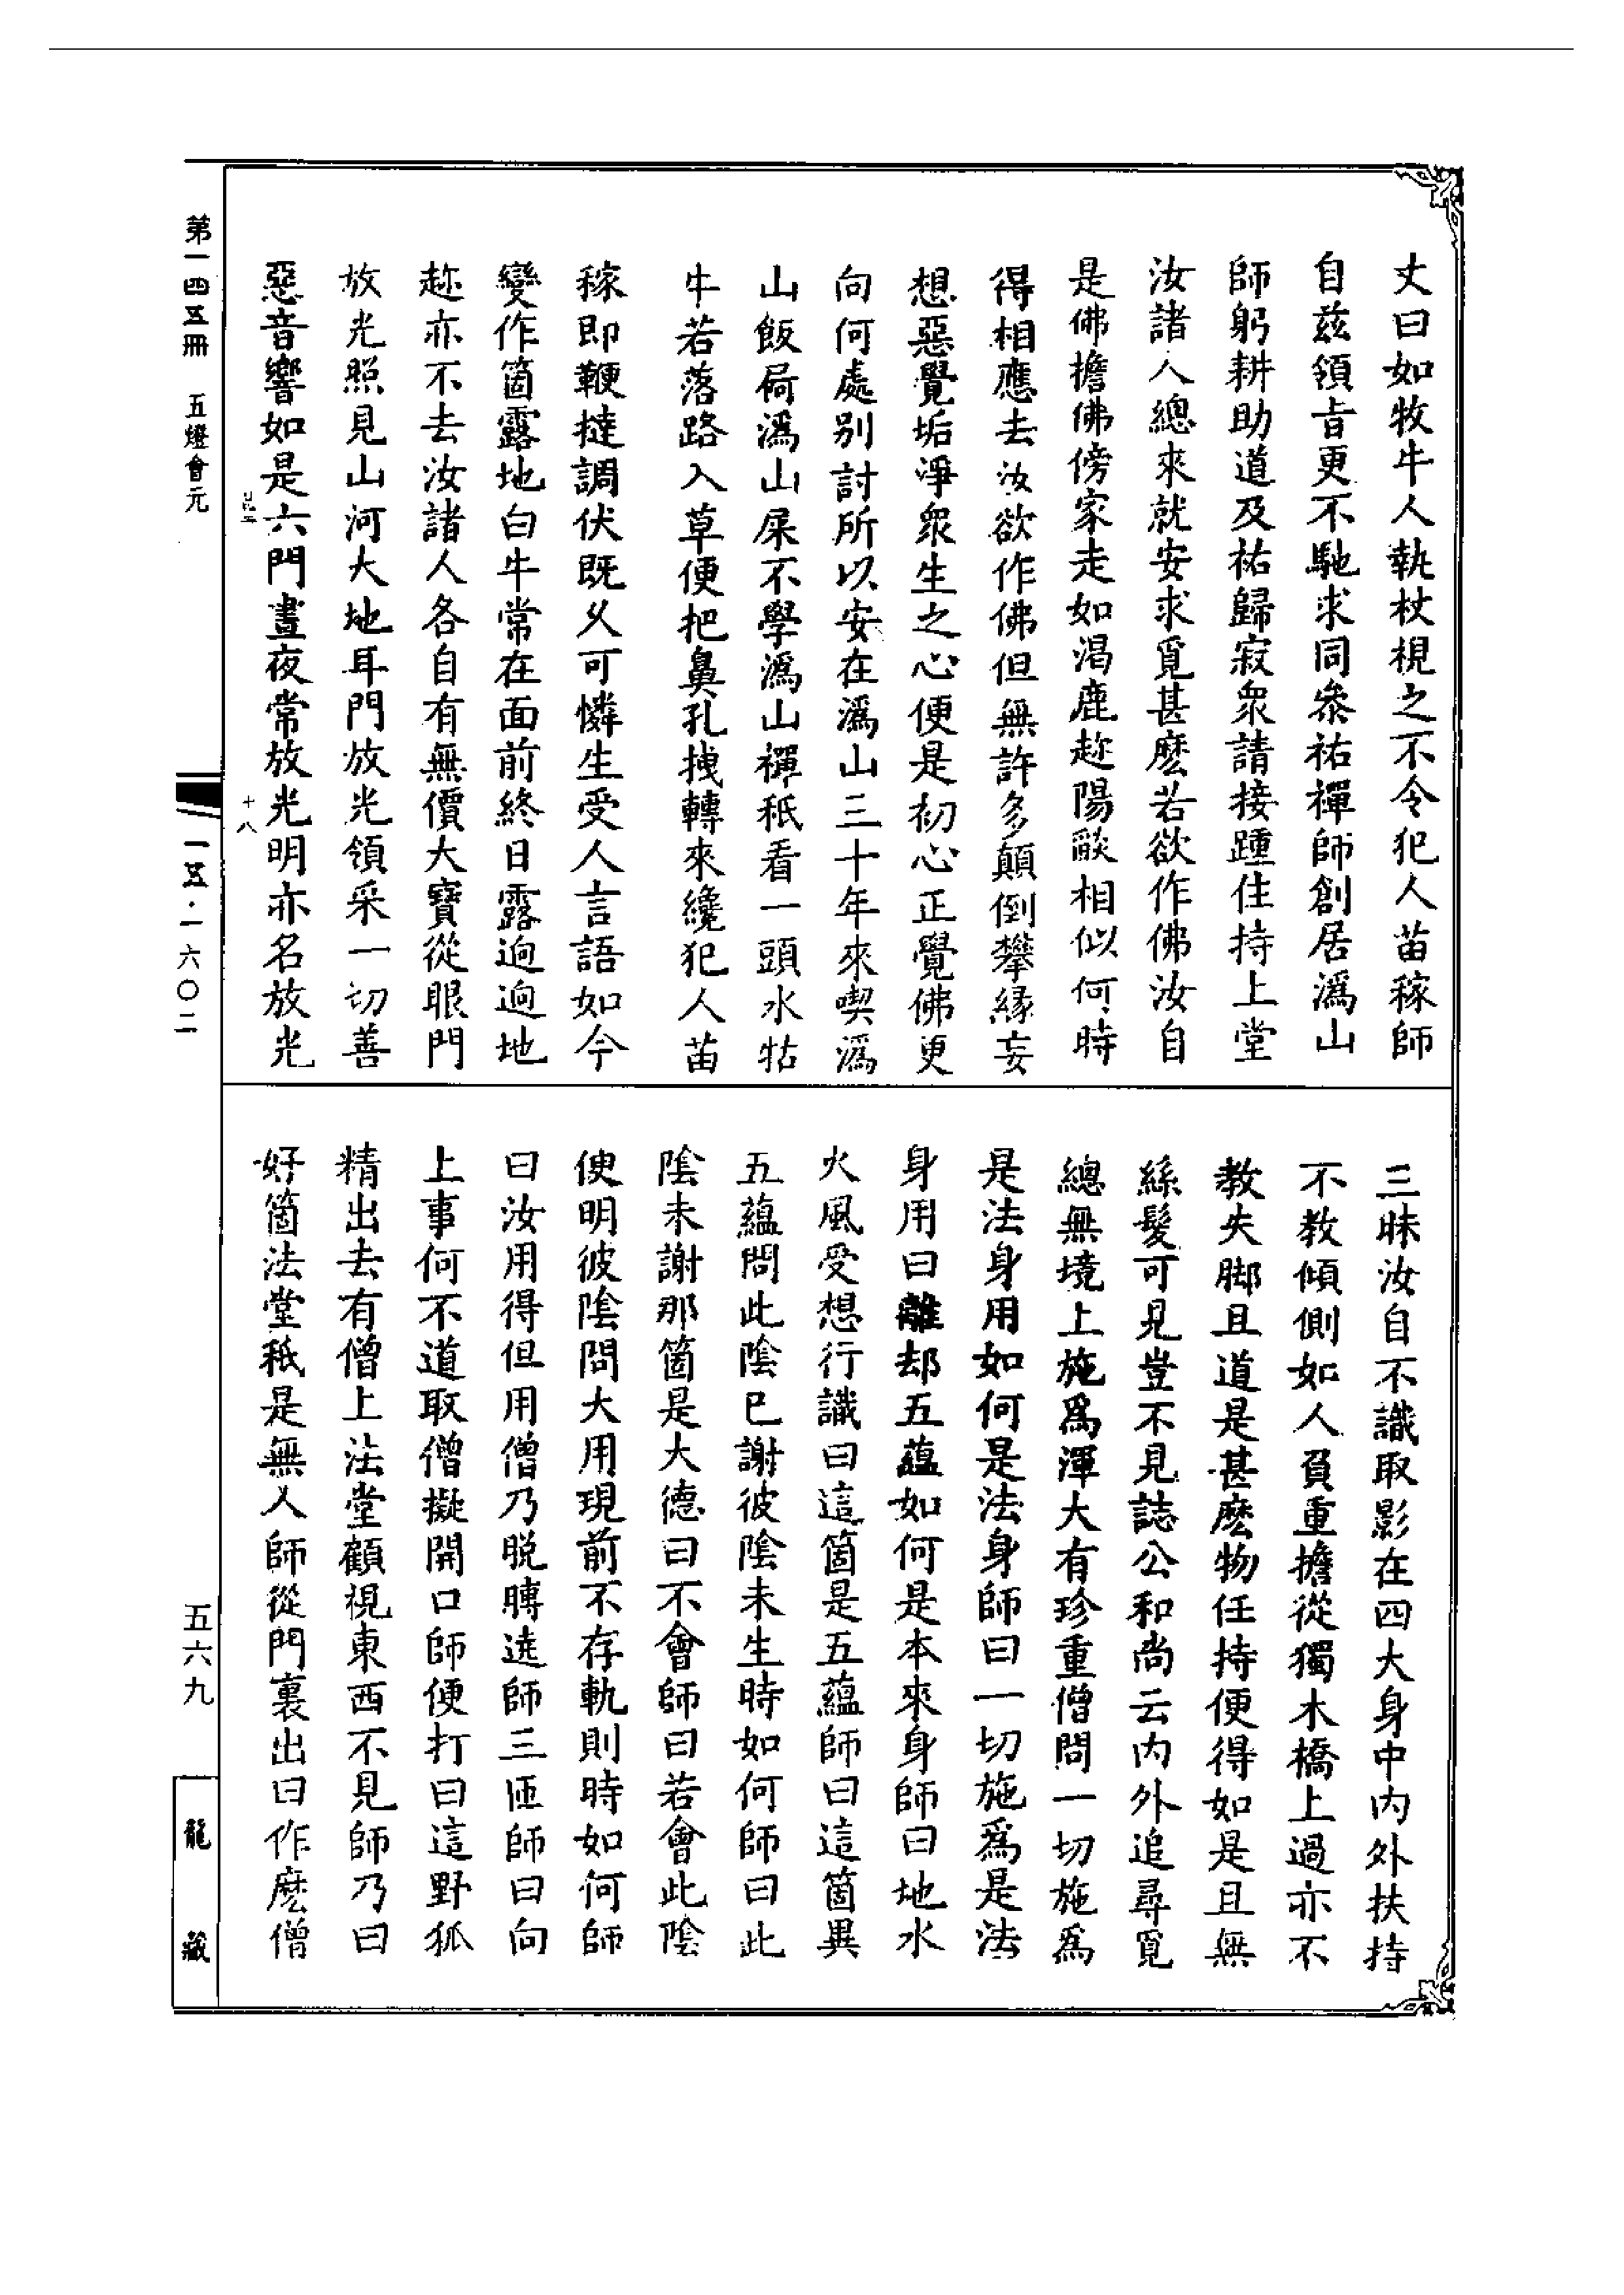 丈曰如牧牛人執杖視之不令犯人苗稼師
自兹領旨更不馳求同叅祐禪師創居溈山
師躬耕助道及祐歸寂衆請接踵住持上堂
汝諸人總來就安求覓甚麽若欲作佛汝自
是佛擔佛傍家走如渴鹿趂陽𦦨相似何時
得相應去汝欲作佛但無許多顛倒攀緣妄
想惡覺垢淨衆生之心便是初心正覺佛更
向何處别討所以安在溈山三十年來喫溈
山飯屙溈山屎不學溈山禪秖看一頭水牯
牛若落路入草便把鼻孔拽轉來纔犯人苗
稼即鞭撻調伏既久可憐生受人言語如今
變作箇露地白牛常在面前終日露迥迥地
趂亦不去汝諸人各自有無價大寶從眼門
放光照見山河大地耳門放光領采一切善
惡音響如是六門晝夜常放光明亦名放光
三昧汝自不識取影在四大身中内外扶持
不教傾側如人負重擔從獨木橋上過亦不
教失脚且道是甚麽物任持便得如是且無
絲髮可見豈不見誌公和尚云内外追尋覓
總無境上施爲渾大有珍重僧問一切施爲
是法身用如何是法身師曰一切施爲是法
身用曰離却五蘊如何是本來身師曰地水
火風受想行識曰這箇是五蘊師曰這箇異
五蘊問此陰已謝彼陰未生時如何師曰此
陰未謝那箇是大德曰不會師曰若會此陰
便明彼陰問大用現前不存軌則時如何師
曰汝用得但用僧乃脱膊遶師三匝師曰向
上事何不道取僧擬開口師便打曰這野狐
精出去有僧上法堂顧視東西不見師乃曰
好箇法堂秖是無人師從門裏出曰作麽僧
第一四五冊 五燈會元
十八
一五·一六〇二
五六九
龍藏